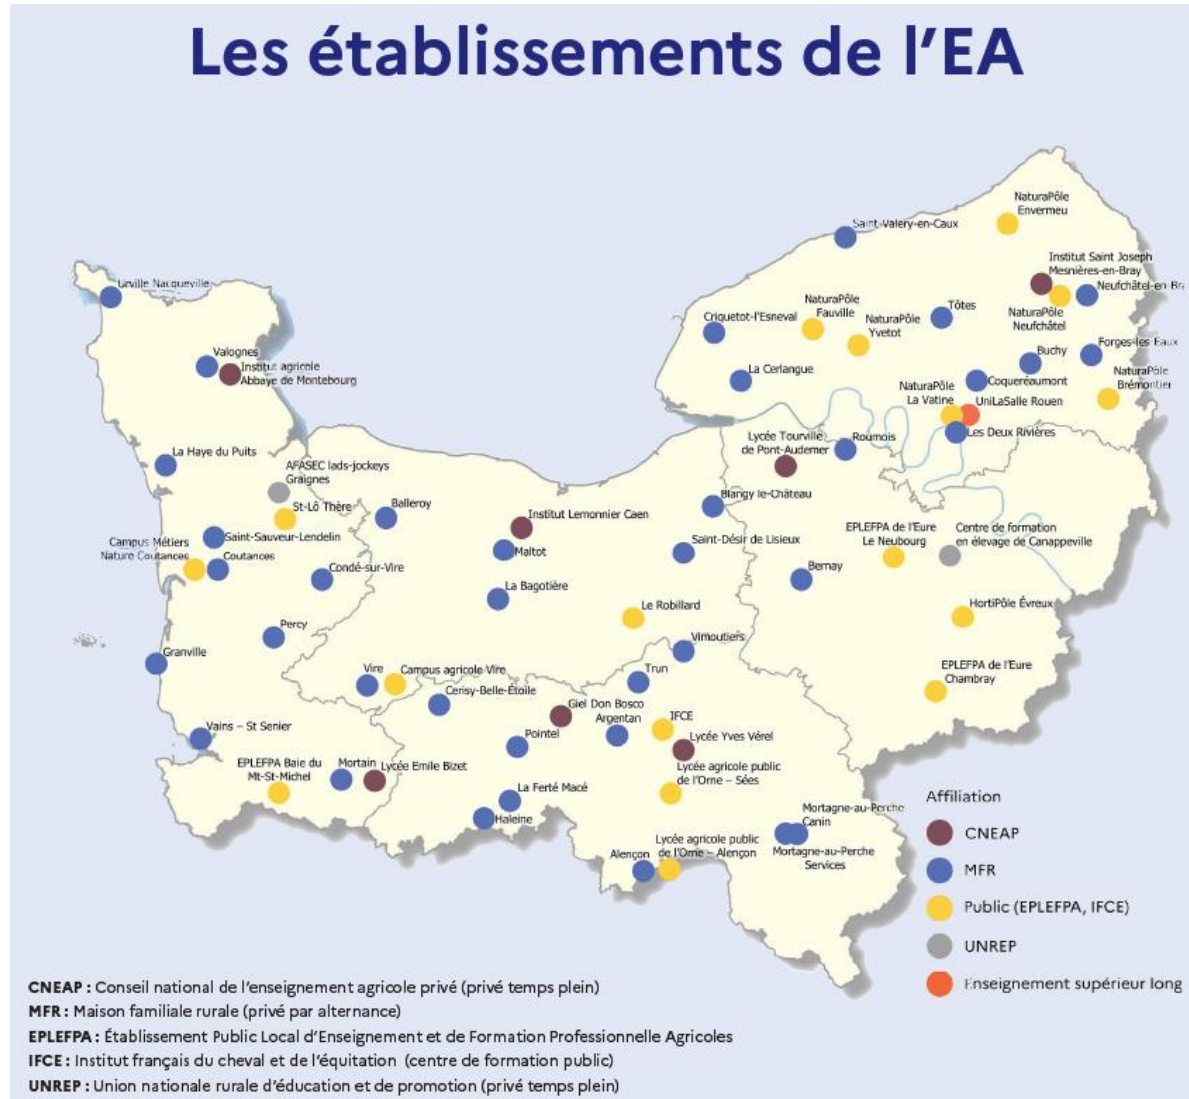 Les établissements de l'EA
NaturaPôle
Envermeu
Saint-Valery-en-Caux
Institut Saint Joseph
Mesnières-en-Bray
Urville Nacqueville
Neufchâtel-en-Bra
NaturaPôle
Fauville
NaturaPôle
Yvetot
Tôtes
NaturaPôle
Neufchâtel
Criquetot-l'Esneval
Forges-les Eaux
Valognes
Buchy
Institut agricole
Abbaye de Montebourg
La Cerlangue
Coqueréaumont
NaturaPôle
Brémontier
NaturaPôle
La Vatine
UniLaSalle Rouen
Les Deux Rivières
Lycée Tourville
de Pont-Audemer
Roumois
La Haye du Puits
AFASEC lads-jockeys
Graignes
Blangy le-Château
St-Lô Thère
Balleroy
Institut Lemonnier Caen
EPLEFPA de l'Eure
Le Neubourg
Centre de formation
en élevage de Canappeville
Saint-Sauveur-Lendelin
Campus Métiers
Nature Coutances
Coutances
Maltot
Saint-Désir de Lisieux
Condé-sur-Vire
Bernay
La Bagotière
Le Robillard
HortiPôle Évreux
Percy
Vimoutiers
Granville
Vire
Campus agricole Vire
Trun
EPLEFPA de l'Eure
Chambray
Cerisy-Belle-Étoile
Giel Don Bosco
Argentan
IFCE
Vains – St Senier
Pointel
Lycée Yves Vérel
EPLEFPA Baie du
Mt-St-Michel
Mortain
Lycée Emile Bizet
Lycée agricole public
de l'Orne – Sées
La Ferté Macé
Haleine
Mortagne-au-Perche
Canin
Lycée agricole public
de l'Orne – Alençon
Alençon
Mortagne-au-Perche
Services
Affiliation
CNEAP
MFR
Public (EPLEFPA, IFCE)
UNREP
Enseignement supérieur long
CNEAP : Conseil national de l'enseignement agricole privé (privé temps plein)
MFR : Maison familiale rurale (privé par alternance)
EPLEFPA : Établissement Public Local d'Enseignement et de Formation Professionnelle Agricoles
IFCE : Institut français du cheval et de l'équitation (centre de formation public)
UNREP : Union nationale rurale d'éducation et de promotion (privé temps plein)